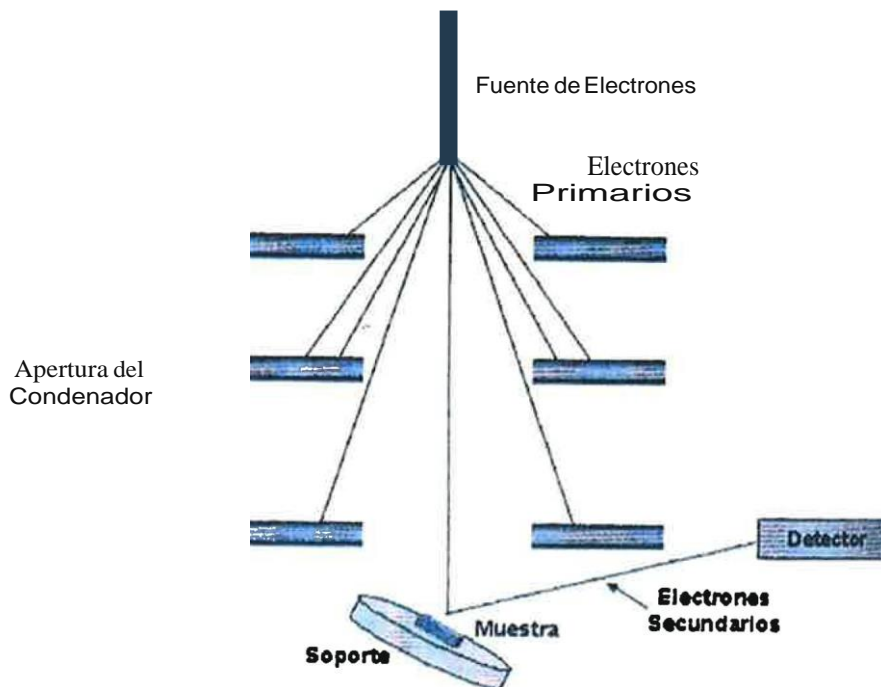 Fuente de Electrones
Electrones
Primarios
Apertura del
Condenador
Detector
Electrones
Secundarios
Muestra
Soporte